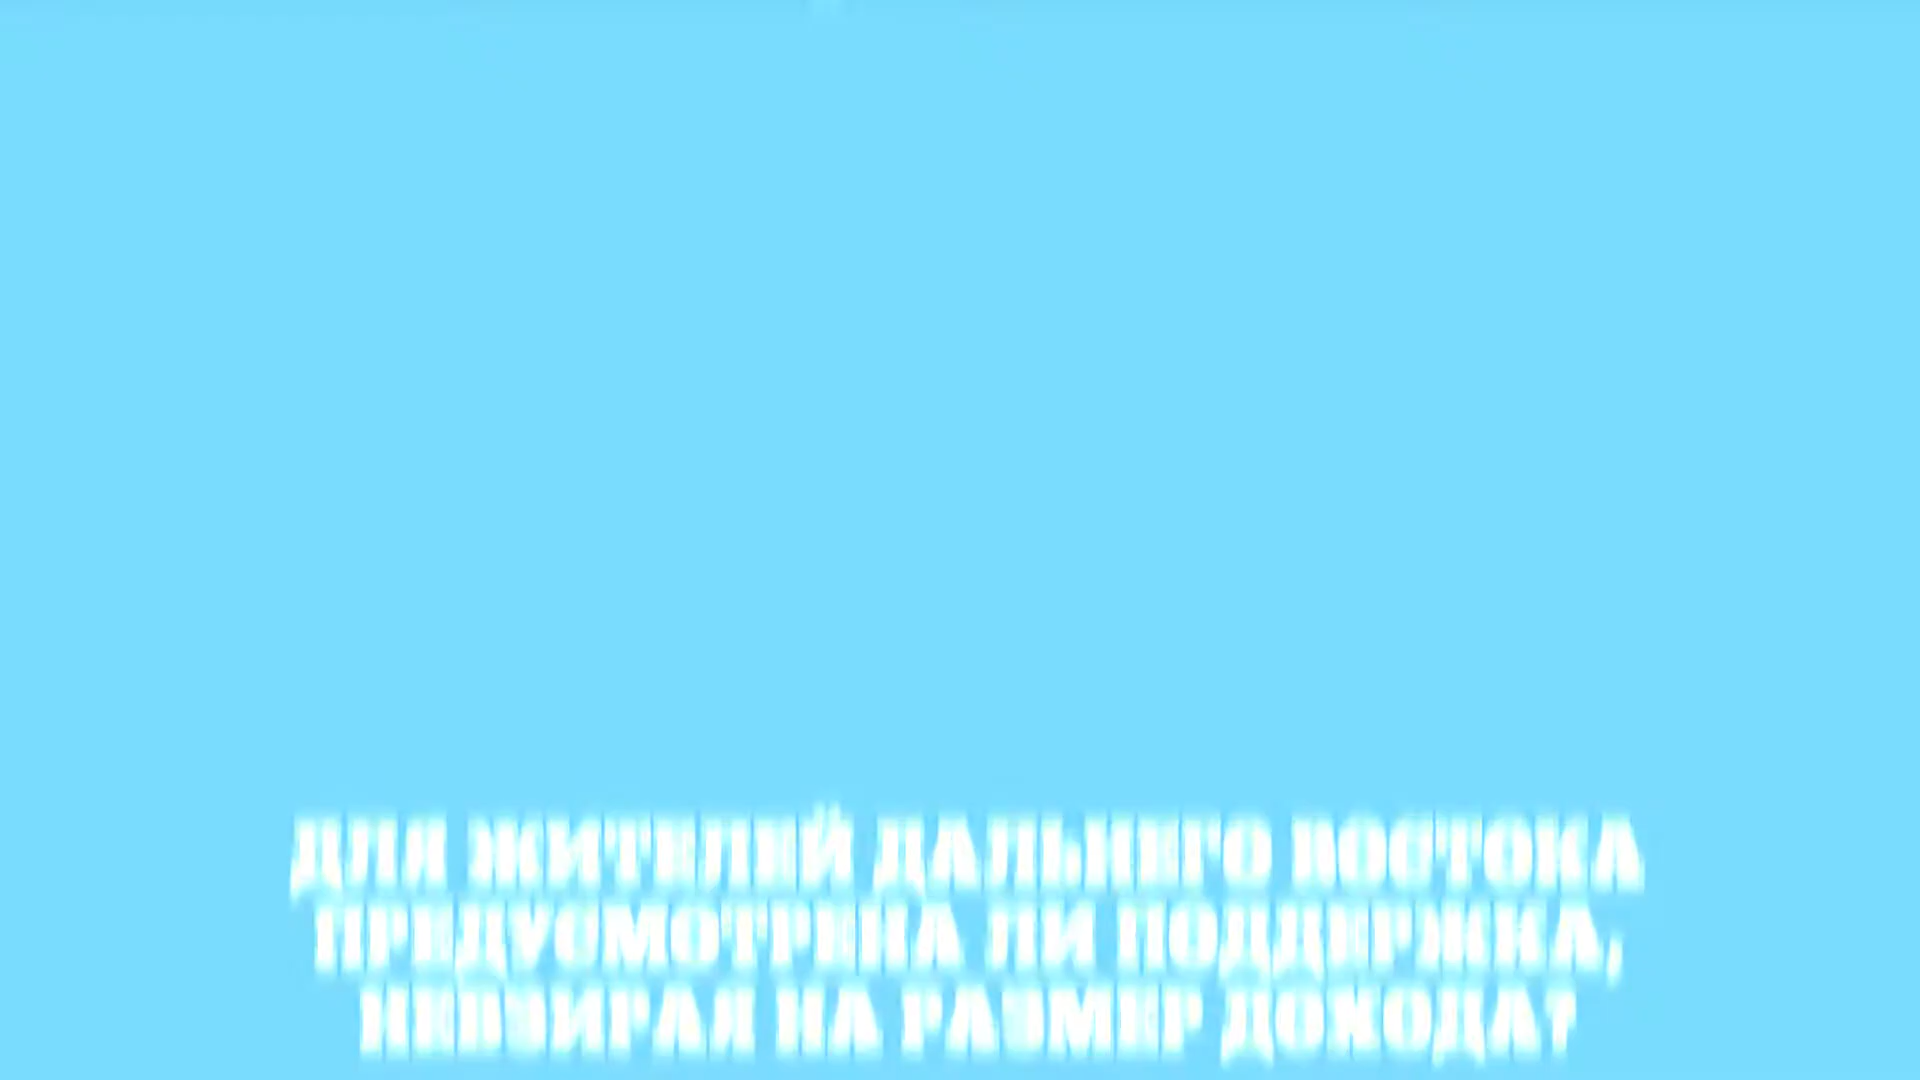 ДЛЯ ЖИТЕЛЕЙ ДАЛЬНЕГО ВОСТОКА
ПРЕДУСМОТРЕНА ЛИ ПОДДЕРЖКА,
НЕВЗИРАЯ НА РАЗМЕР ДОХОДА?